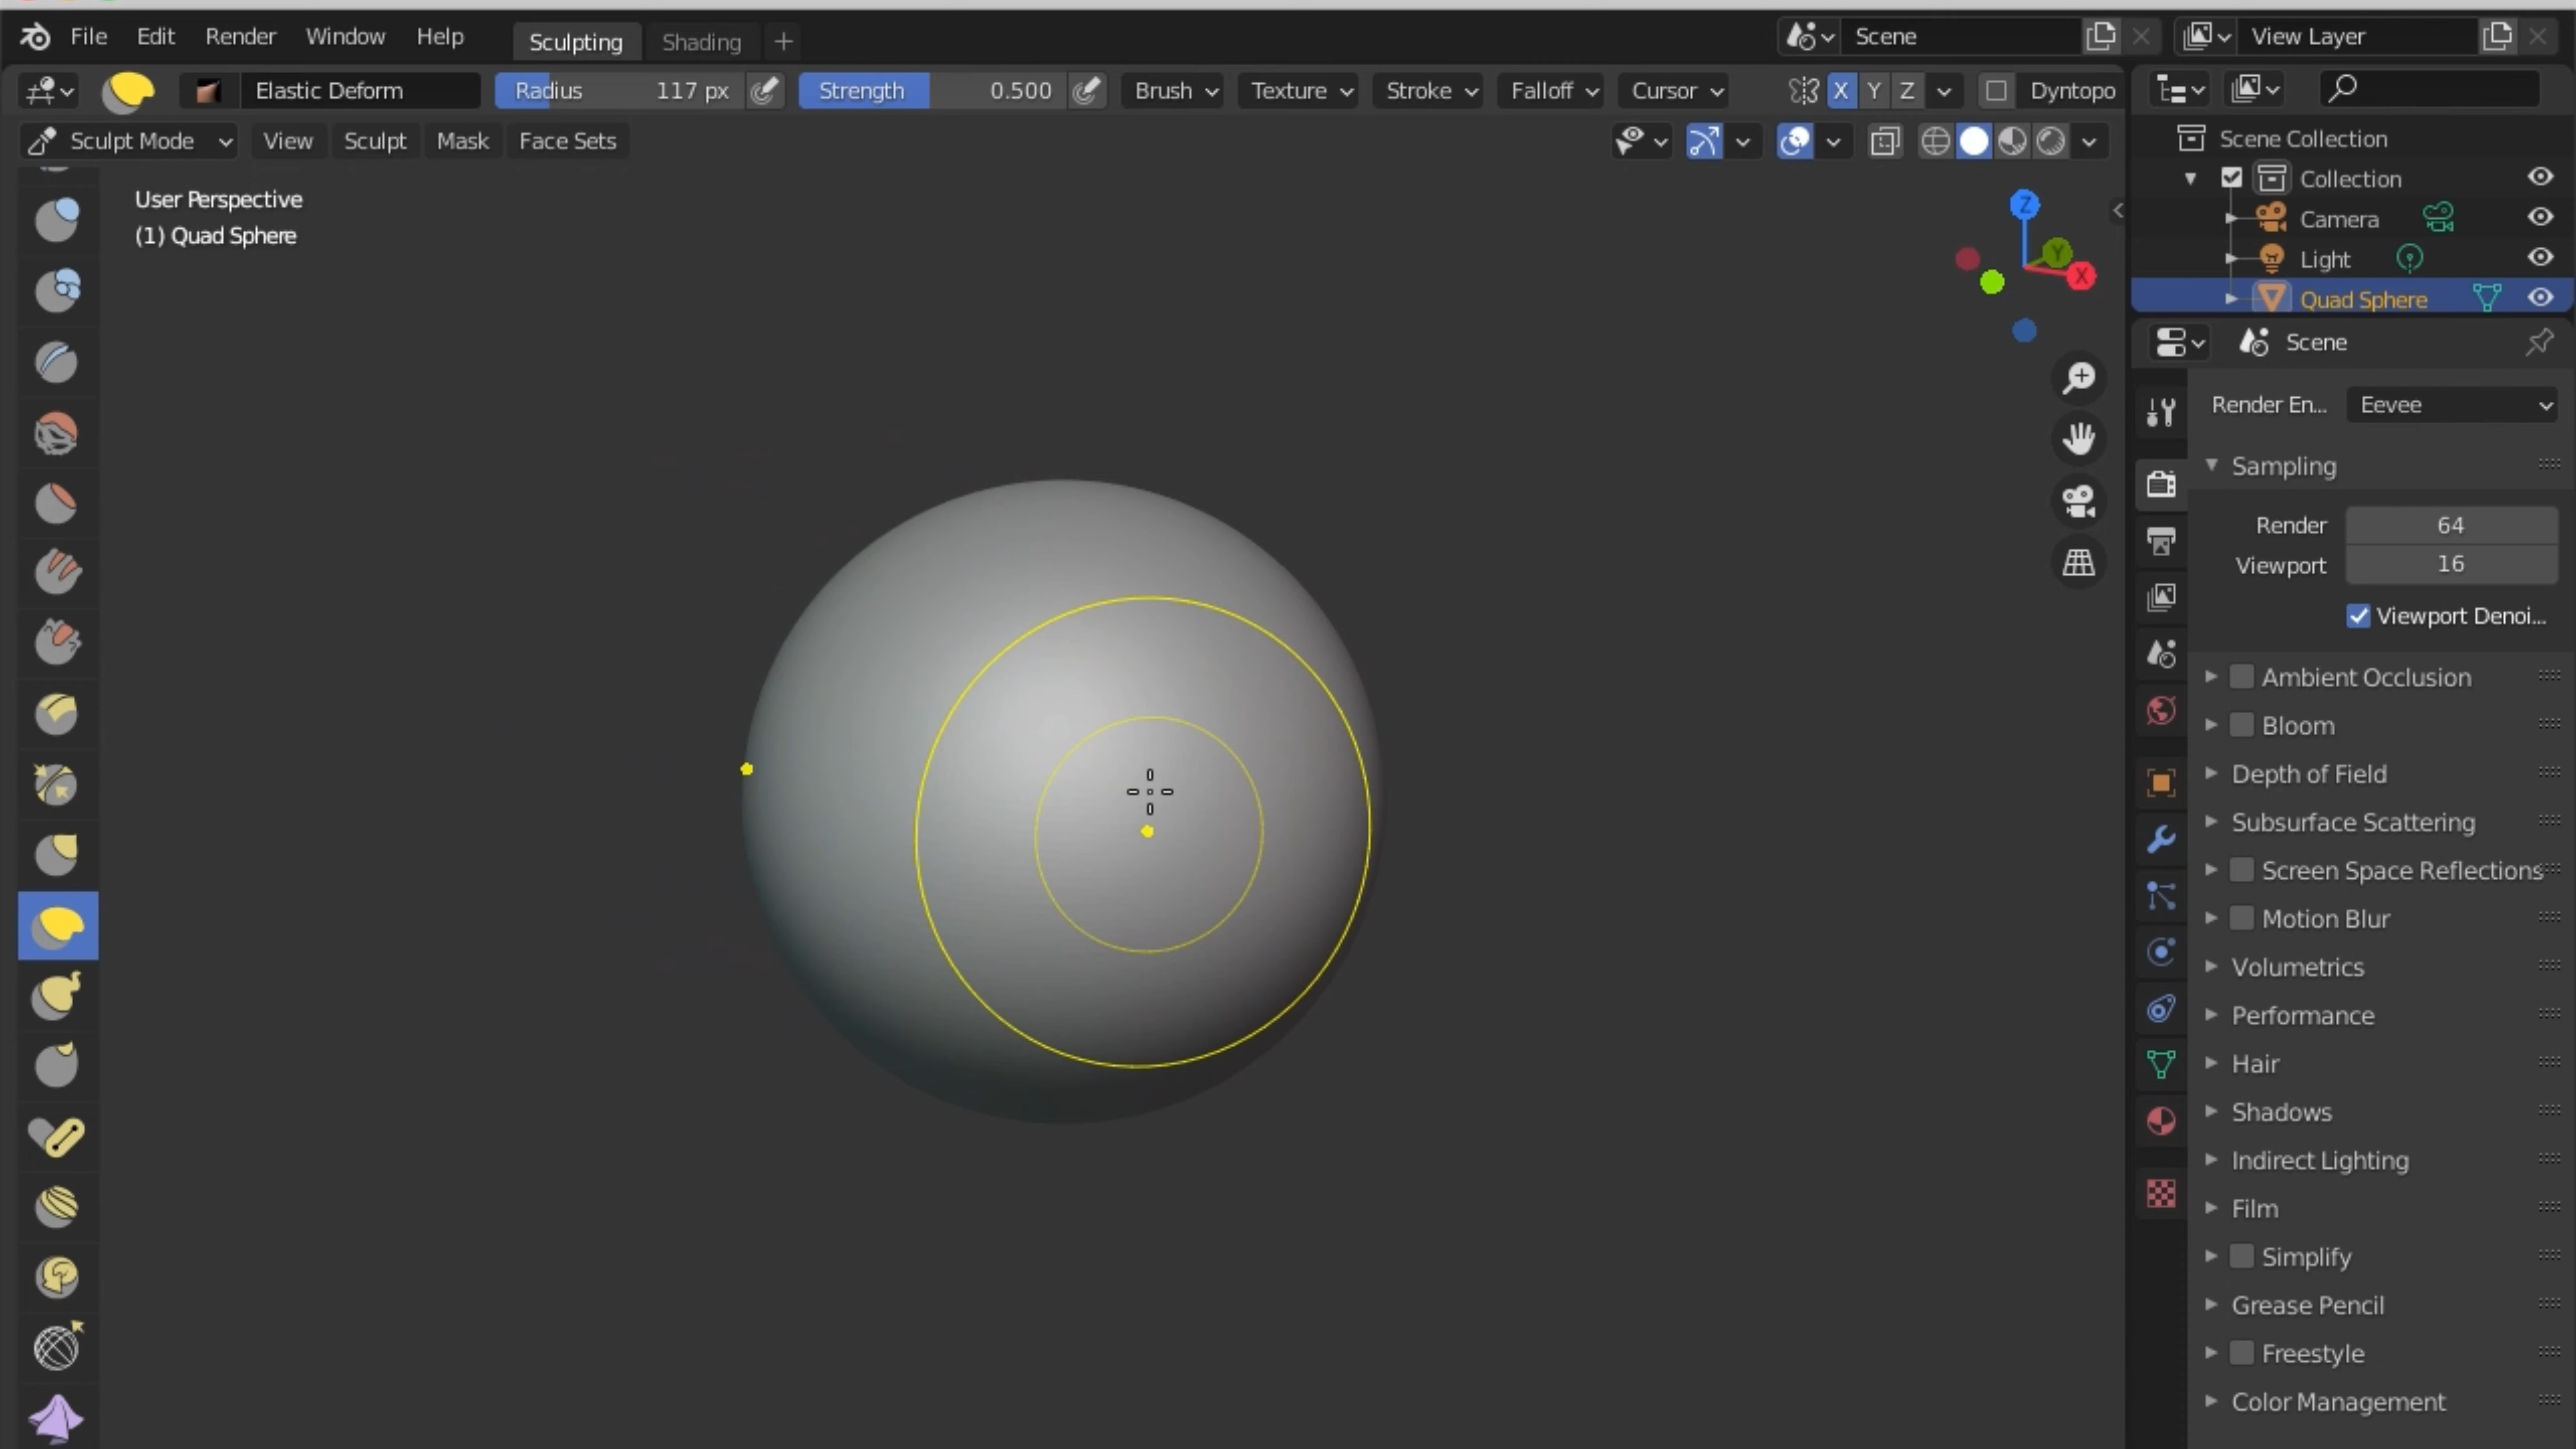 File Edit Render Window Help Sculpting Shading + Scene View Layer
Elastic Deform Radius 117 px Strength 0.500 Brush Texture Stroke Falloff Cursor X Y Z Dyntopo
Sculpt Mode View Sculpt Mask Face Sets
User Perspective
(1) Quad Sphere
Z
Y
X
Scene Collection
Collection
Camera
Light
Quad Sphere
Scene
Render En... Eevee
Sampling
Render 64
Viewport 16
Viewport Denoi...
Ambient Occlusion
Bloom
Depth of Field
Subsurface Scattering
Screen Space Reflections
Motion Blur
Volumetrics
Performance
Hair
Shadows
Indirect Lighting
Film
Simplify
Grease Pencil
Freestyle
Color Management